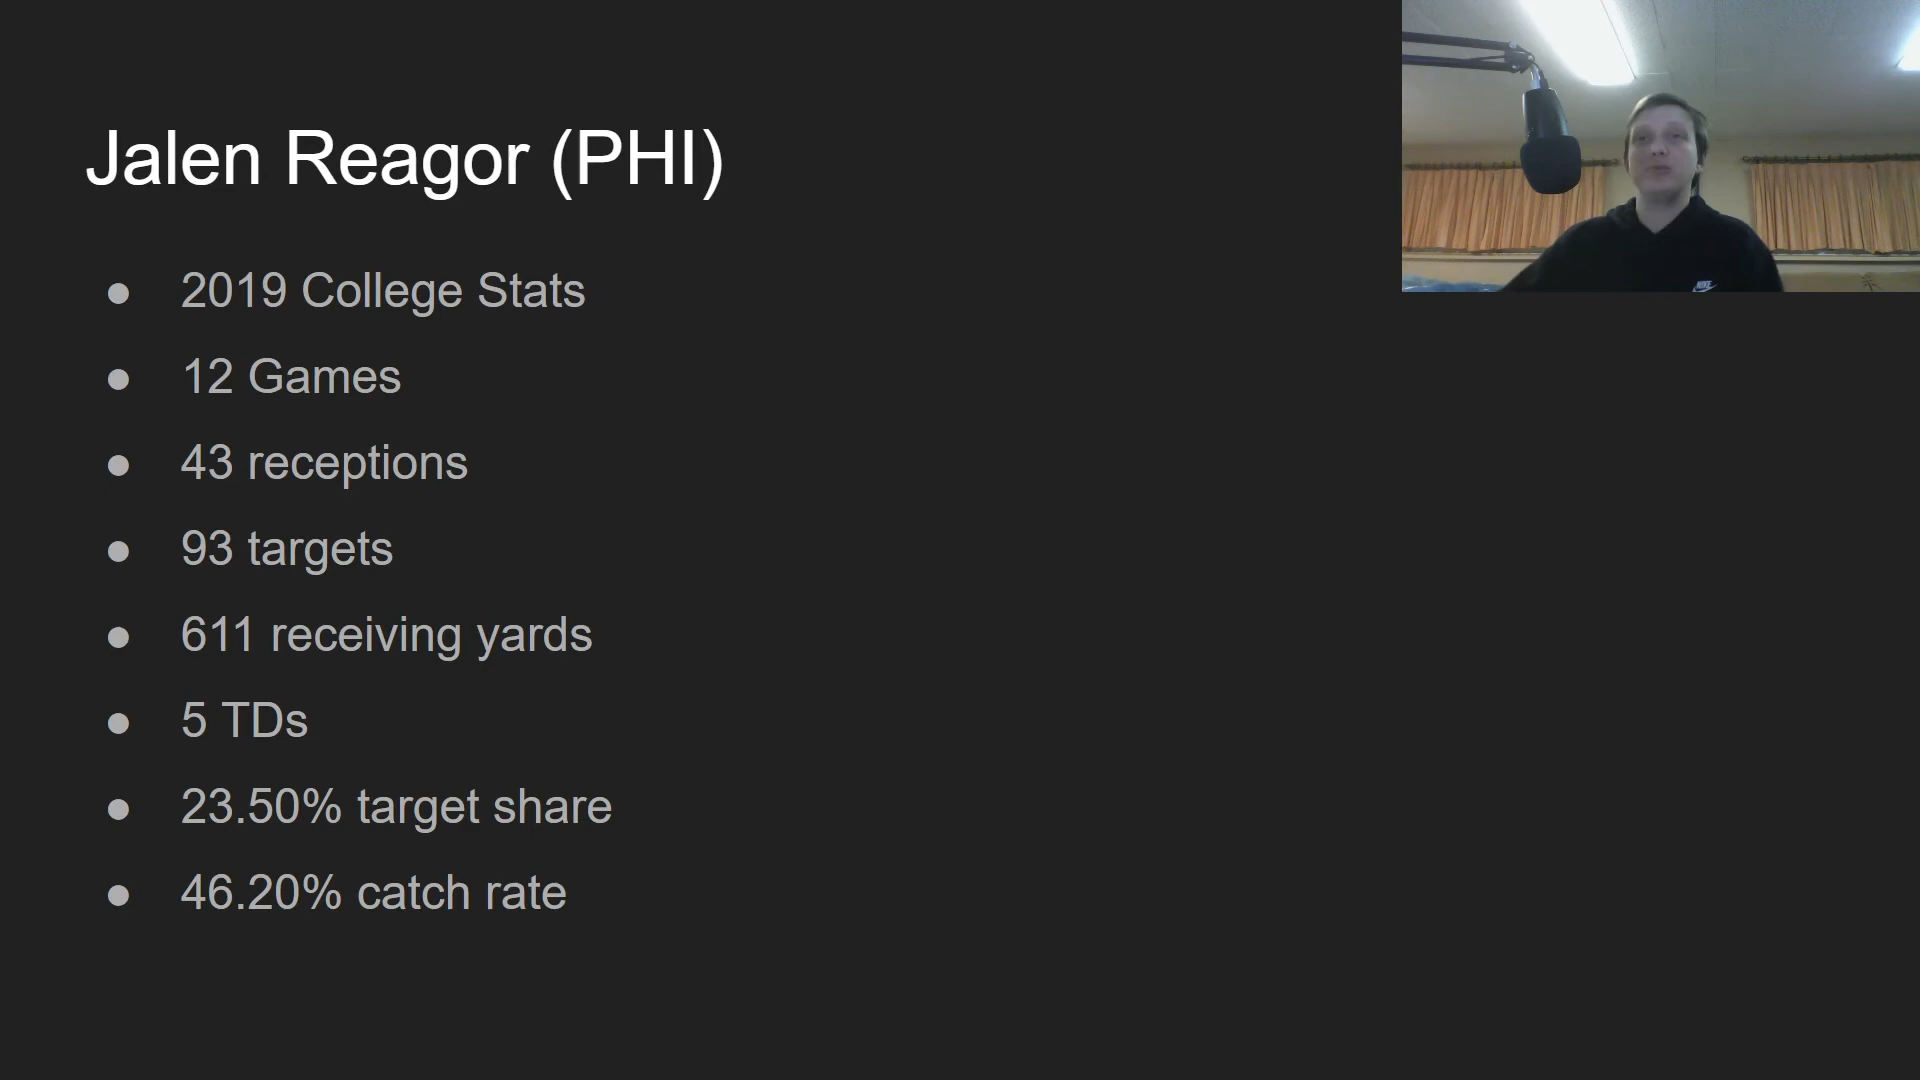 Jalen Reagor (PHI)
● 2019 College Stats
● 12 Games
● 43 receptions
● 93 targets
● 611 receiving yards
● 5 TDs
● 23.50% target share
● 46.20% catch rate
NIKE